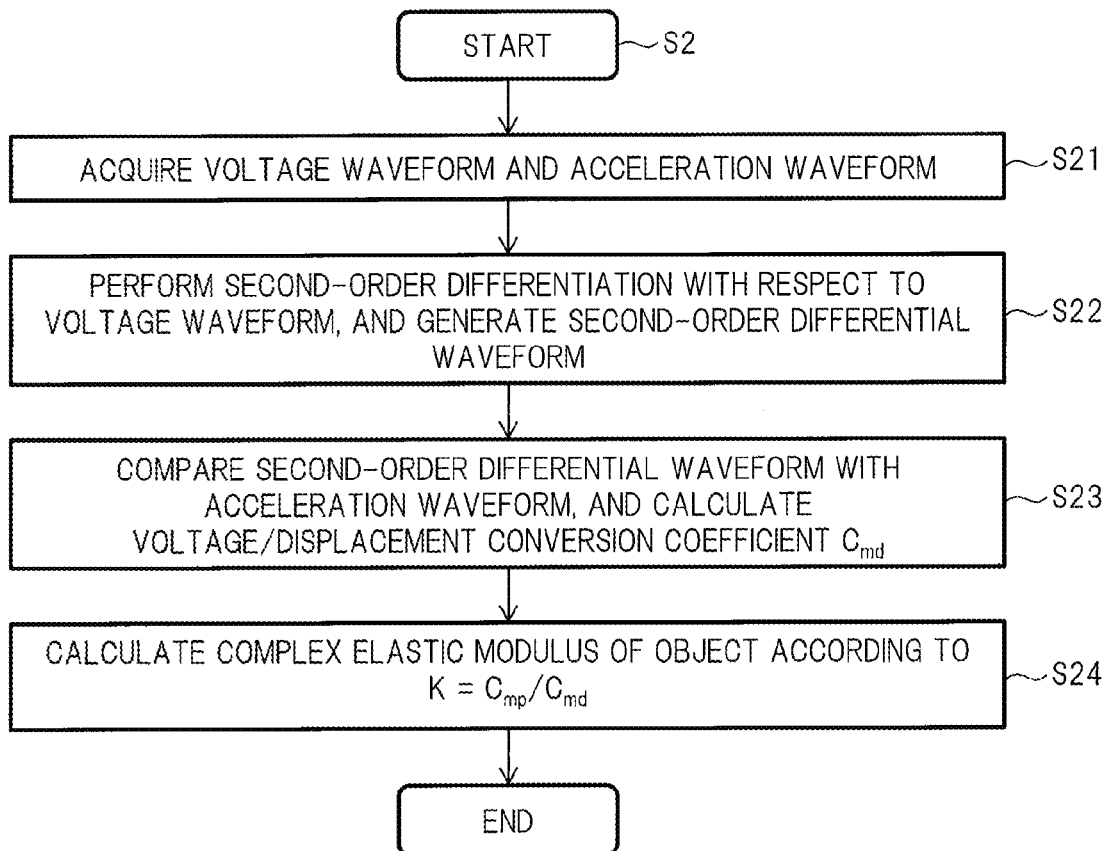 START
S2
ACQUIRE VOLTAGE WAVEFORM AND ACCELERATION WAVEFORM
S21
PERFORM SECOND-ORDER DIFFERENTIATION WITH RESPECT TO
VOLTAGE WAVEFORM, AND GENERATE SECOND-ORDER DIFFERENTIAL
WAVEFORM
S22
COMPARE SECOND-ORDER DIFFERENTIAL WAVEFORM WITH
ACCELERATION WAVEFORM, AND CALCULATE
VOLTAGE/DISPLACEMENT CONVERSION COEFFICIENT Cmd
S23
CALCULATE COMPLEX ELASTIC MODULUS OF OBJECT ACCORDING TO
K = Cmp/Cmd
S24
END